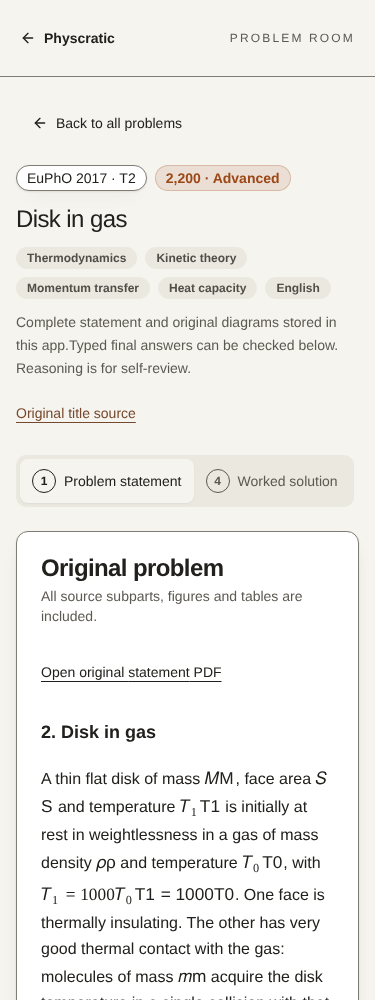 ← Physcratic PROBLEM ROOM
← Back to all problems
EuPhO 2017 · T2 2,200 · Advanced
Disk in gas
Thermodynamics Kinetic theory
Momentum transfer Heat capacity English
Complete statement and original diagrams stored in
this app.Typed final answers can be checked below.
Reasoning is for self-review.
Original title source
1 Problem statement 4 Worked solution
Original problem
All source subparts, figures and tables are
included.
Open original statement PDF
2. Disk in gas
A thin flat disk of mass 𝑀M, face area 𝑆
S and temperature 𝑇₁T1 is initially at
rest in weightlessness in a gas of mass
density 𝜌ρ and temperature 𝑇₀T0, with
𝑇₁ = 1000𝑇₀T1 = 1000T0. One face is
thermally insulating. The other has very
good thermal contact with the gas:
molecules of mass 𝑚m acquire the disk
temperature in a single collision with that